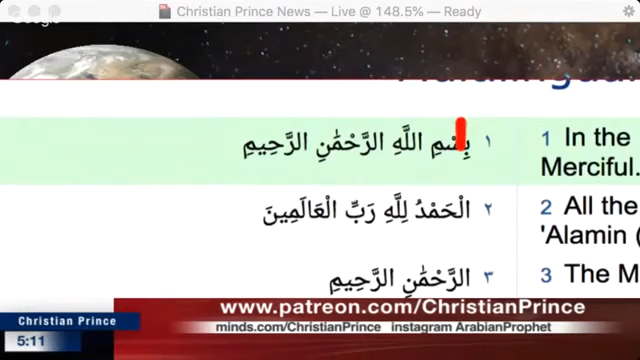 Christian Prince News — Live @ 148.5% — Ready
Google
١ بِسْمِ اللَّهِ الرَّحْمَٰنِ الرَّحِيمِ
1 In the
Merciful.
٢ الْحَمْدُ لِلَّهِ رَبِّ الْعَالَمِينَ
2 All the
'Alamin (
٣ الرَّحْمَٰنِ الرَّحِيمِ
3 The M
www.patreon.com/ChristianPrince
Christian Prince
minds.com/ChristianPrince instagram ArabianProphet
5:11